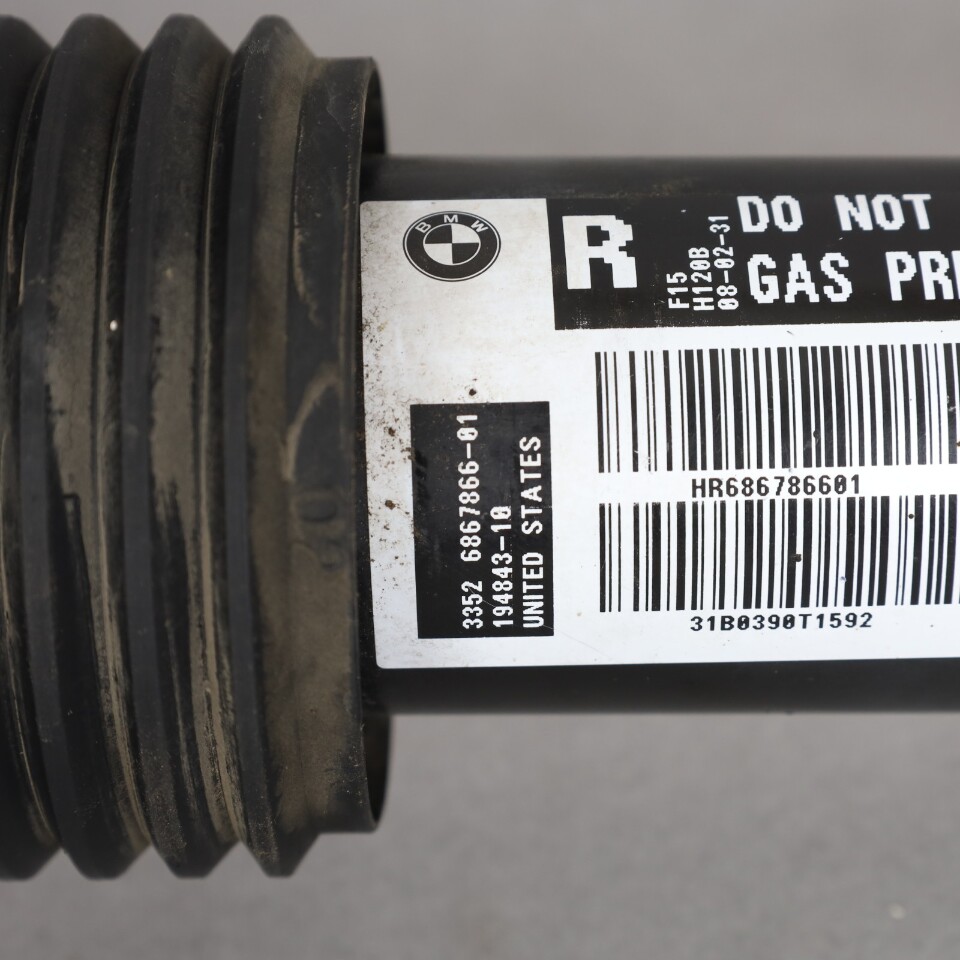 BMW
R
F15
H120B
08-02-31
DO NOT
GAS PR
3352 6867866-01
194843-10
UNITED STATES
HR686786601
31B0390T1592